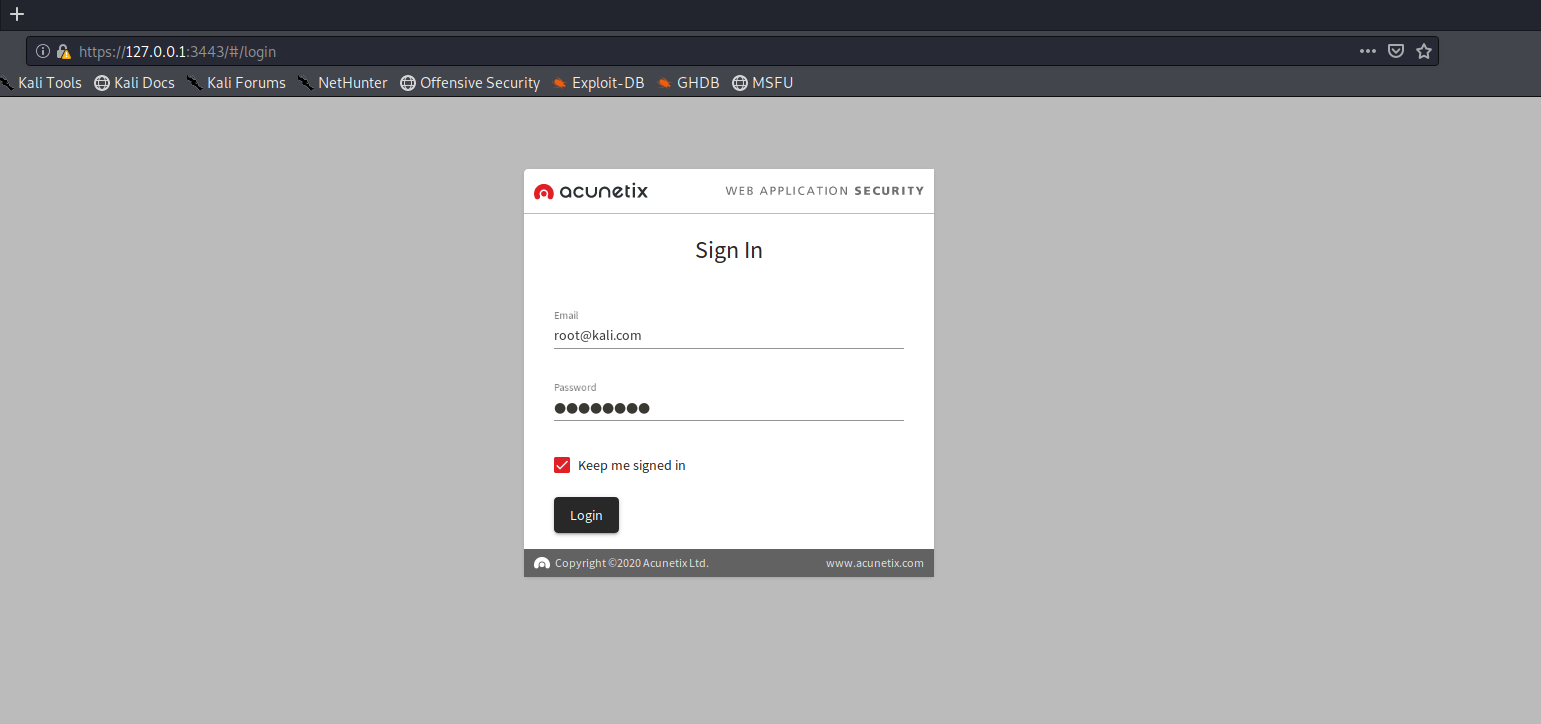 https://127.0.0.1:3443/#/login
Kali Tools Kali Docs Kali Forums NetHunter Offensive Security Exploit-DB GHDB MSFU
acunetix WEB APPLICATION SECURITY
Sign In
Email
root@kali.com
Password
Keep me signed in
Login
Copyright ©2020 Acunetix Ltd. www.acunetix.com